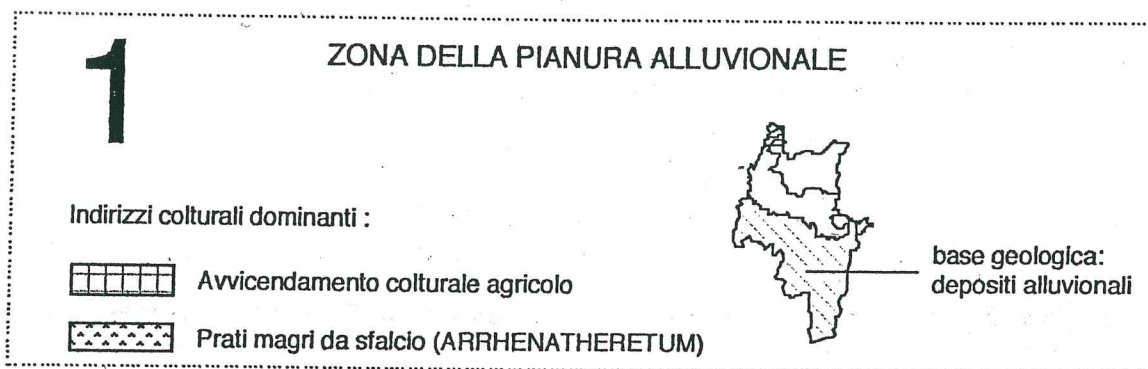 1
ZONA DELLA PIANURA ALLUVIONALE
Indirizzi colturali dominanti :
Avvicendamento colturale agricolo
Prati magri da sfalcio (ARRHENATHERETUM)
base geologica:
depositi alluvionali